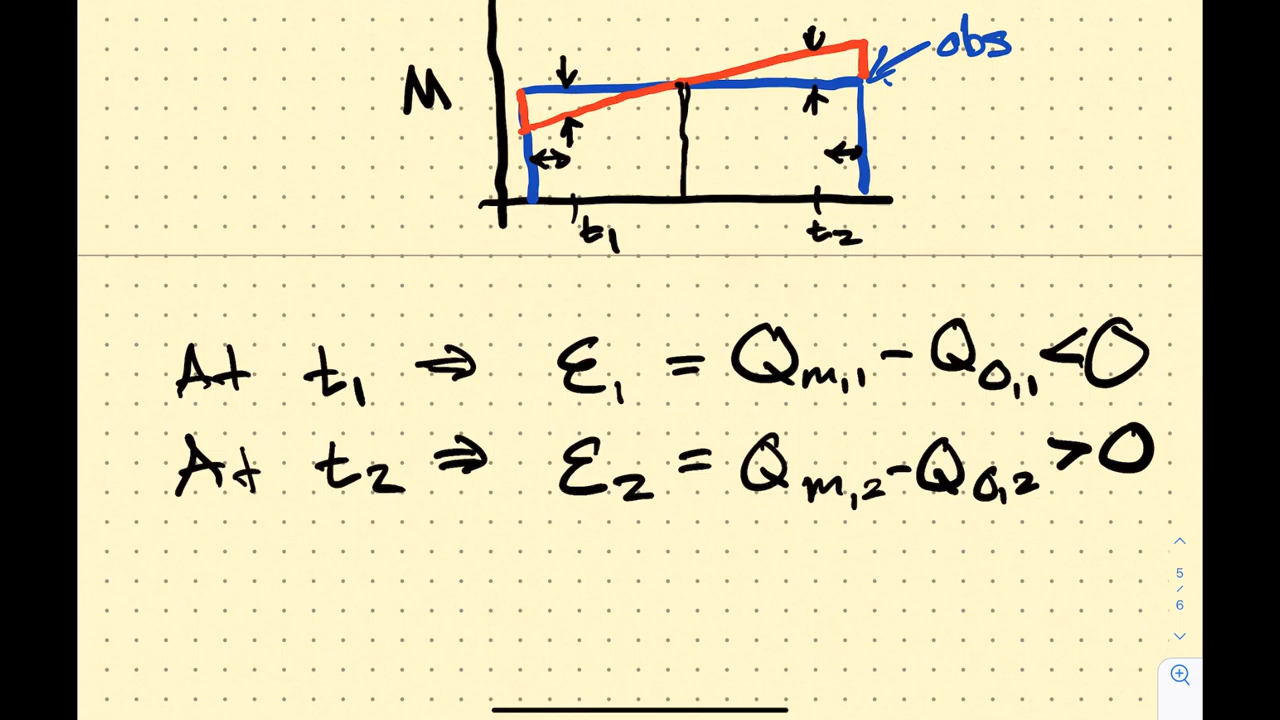 obs
M
t₁ t₂
At t₁ ⇒ ε₁ = Qm,1 - Qo,1 <0
At t₂ ⇒ ε₂ = Qm,2 - Qo,2 >0
5
/
6